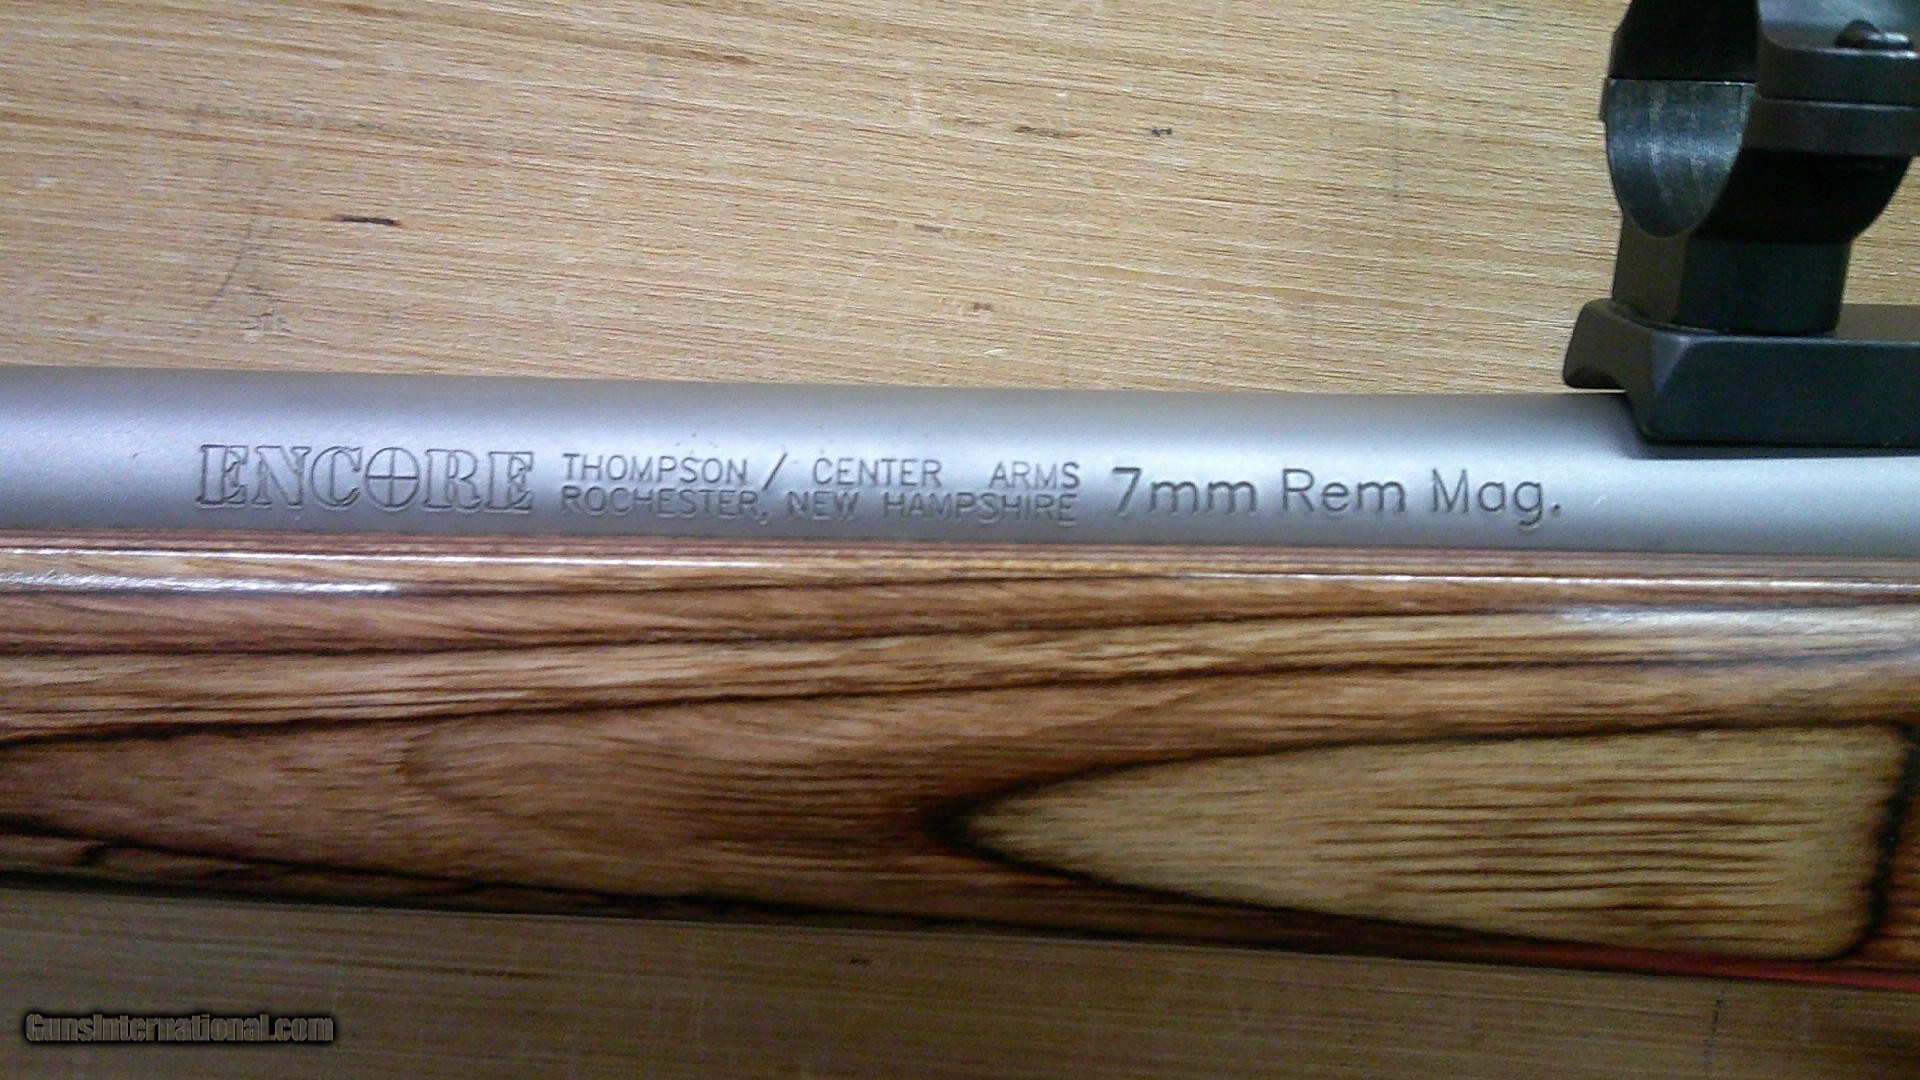 ENCORE
THOMPSON / CENTER ARMS
ROCHESTER, NEW HAMPSHIRE
7mm Rem Mag.
GunsInternational.com